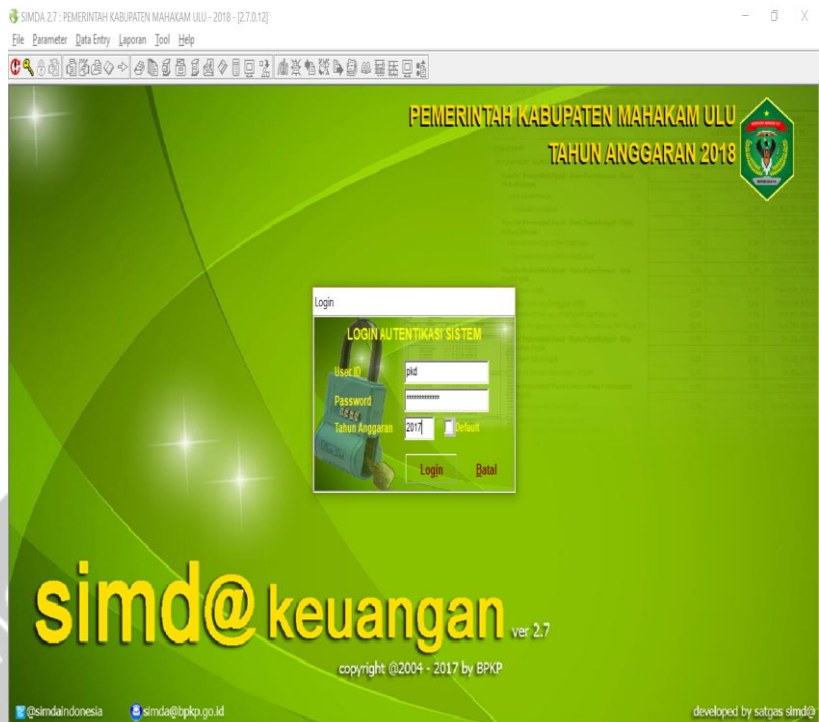 SIMDA 2.7 : PEMERINTAH KABUPATEN MAHAKAM ULU - 2018 - [2.7.0.12]
File Parameter Data Entry Laporan Tool Help
PEMERINTAH KABUPATEN MAHAKAM ULU
TAHUN ANGGARAN 2018
Login
LOGIN AUTENTIKASI SISTEM
User ID pkd
Password *************
Tahun Anggaran 2017 Default
Login Batal
simd@ keuangan ver 2.7
copyright @2004 - 2017 by BPKP
@simdaindonesia simda@bpkp.go.id developed by satgas simd@